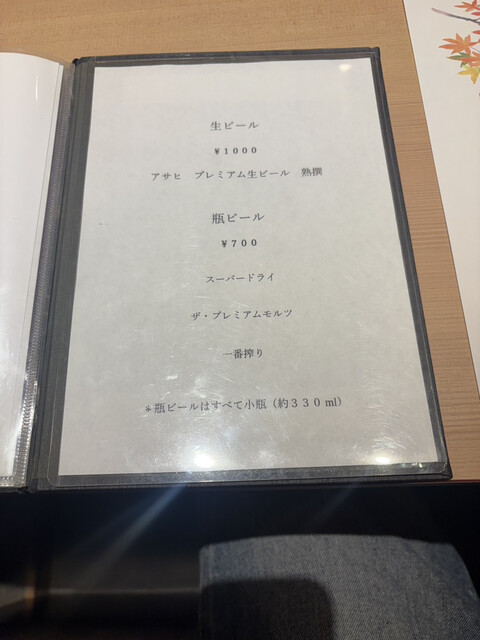 生ビール
￥１０００
アサヒ　プレミアム生ビール　熟撰
瓶ビール
￥７００
スーパードライ
ザ・プレミアムモルツ
一番搾り
＊瓶ビールはすべて小瓶（約３３０ml）